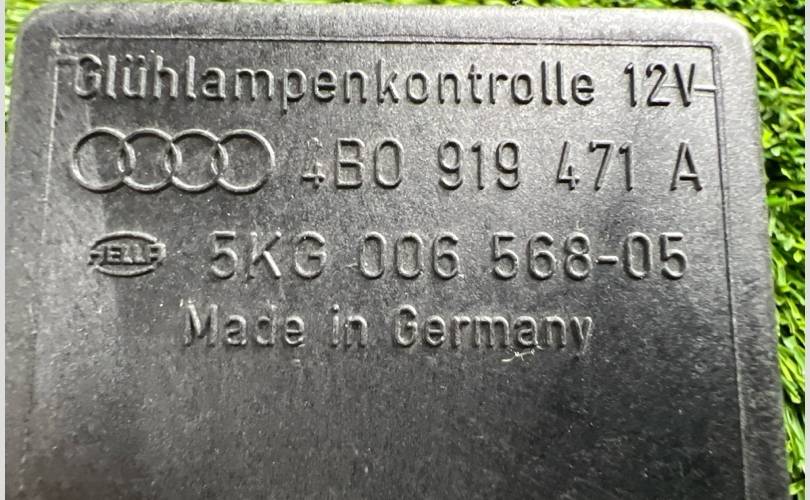 Glühlampenkontrolle 12V
4B0 919 471 A
HELLA 5KG 006 568-05
Made in Germany